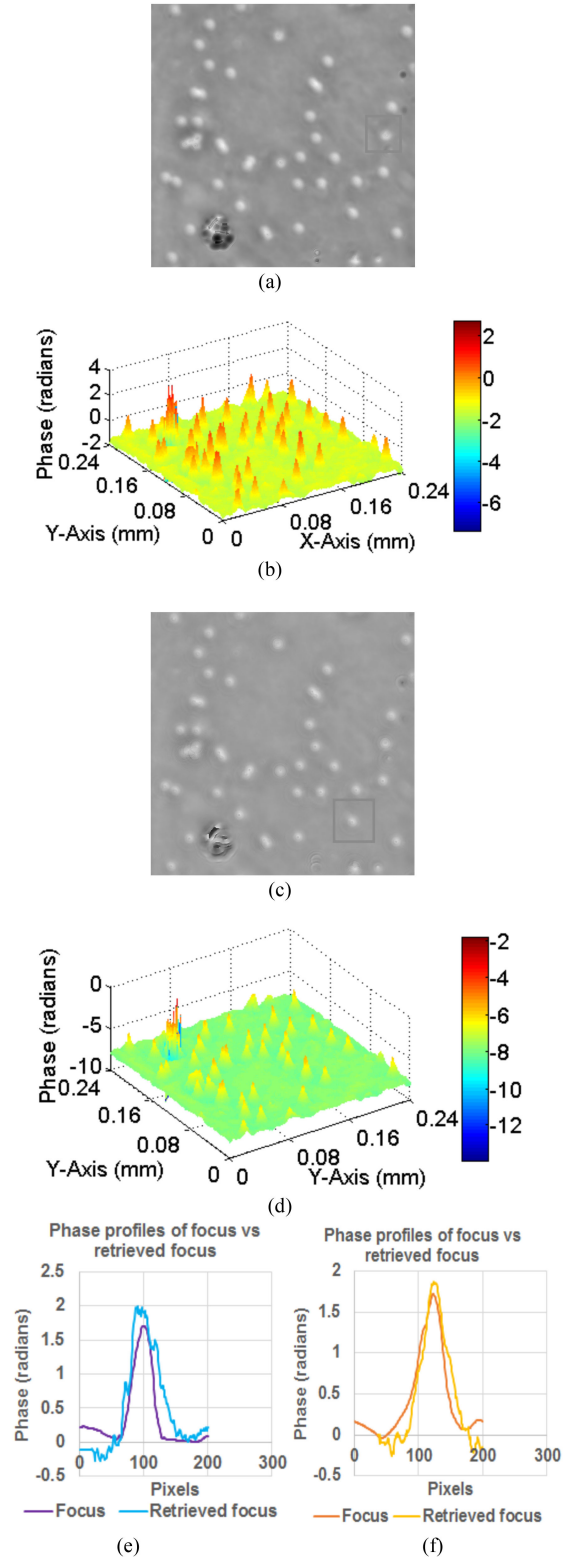 (a)
4
2
0
-2
Phase (radians)
0.24
0.16
0.08
0
Y-Axis (mm)
0
0.08
0.16
0.24
X-Axis (mm)
2
0
-2
-4
-6
(b)
(c)
0
-5
-10
Phase (radians)
0.24
0.16
0.08
0
Y-Axis (mm)
0
0.08
0.16
0.24
Y-Axis (mm)
-2
-4
-6
-8
-10
-12
(d)
Phase profiles of focus vs
retrieved focus
2.5
2
1.5
1
0.5
0
-0.5
Phase (radians)
0
100
200
300
Pixels
Focus
Retrieved focus
(e)
Phase profiles of focus vs
retrieved focus
2
1.5
1
0.5
0
-0.5
Phase (radians)
0
100
200
300
Pixels
Focus
Retrieved focus
(f)